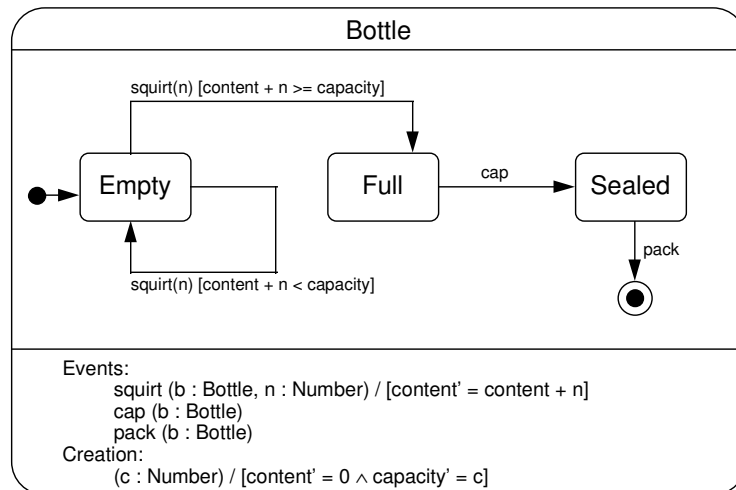 Bottle
squirt(n) [content + n >= capacity]
Empty
Full
cap
Sealed
pack
squirt(n) [content + n < capacity]
Events:
squirt (b : Bottle, n : Number) / [content' = content + n]
cap (b : Bottle)
pack (b : Bottle)
Creation:
(c : Number) / [content' = 0 ∧ capacity' = c]